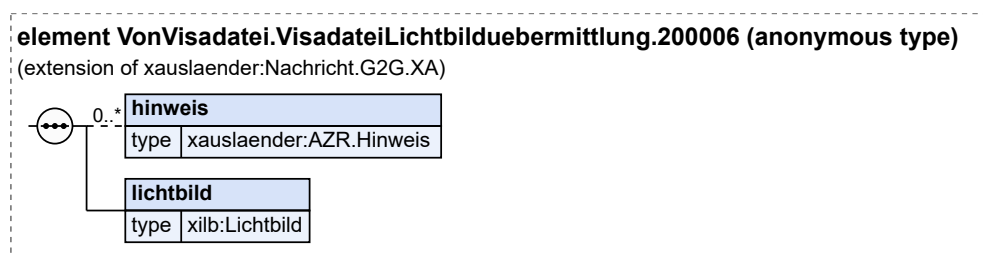 element VonVisadatei.VisadateiLichtbilduebermittlung.200006 (anonymous type)
(extension of xauslaender:Nachricht.G2G.XA)
0..* hinweis
type xauslaender:AZR.Hinweis
lichtbild
type xilb:Lichtbild